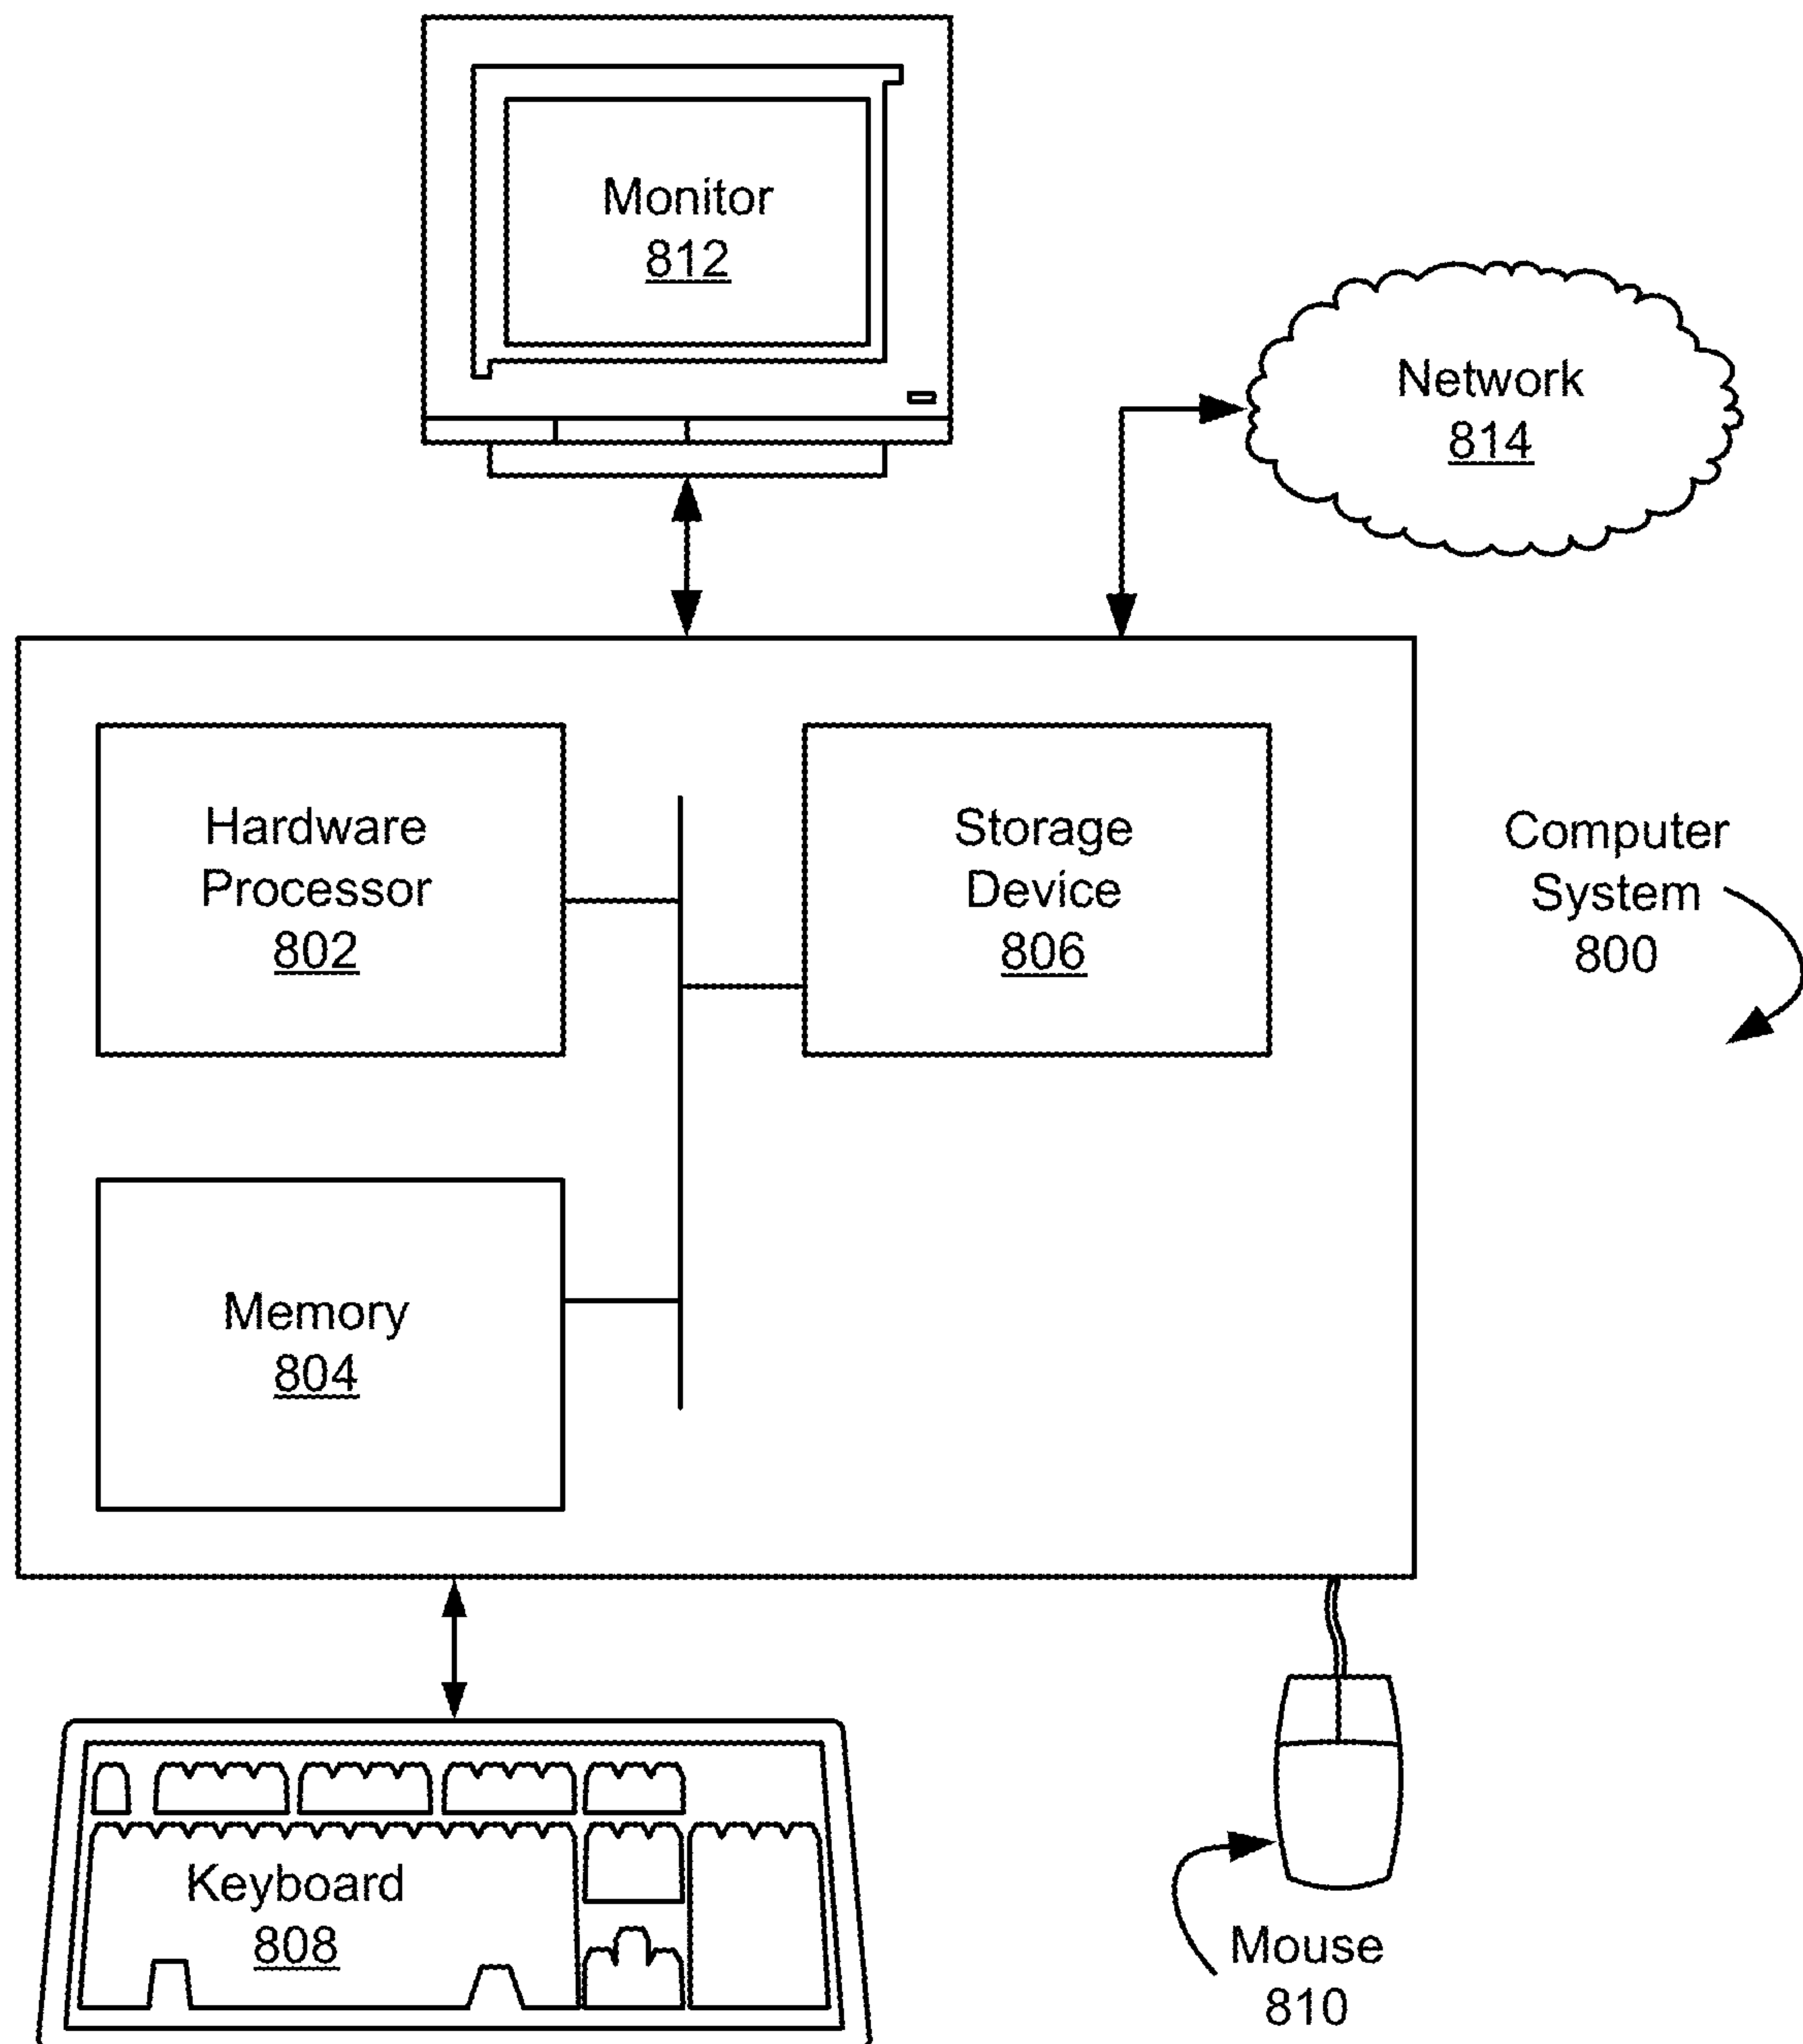 Monitor
812
Network
814
Hardware
Processor
802
Storage
Device
806
Computer
System
800
Memory
804
Keyboard
808
Mouse
810